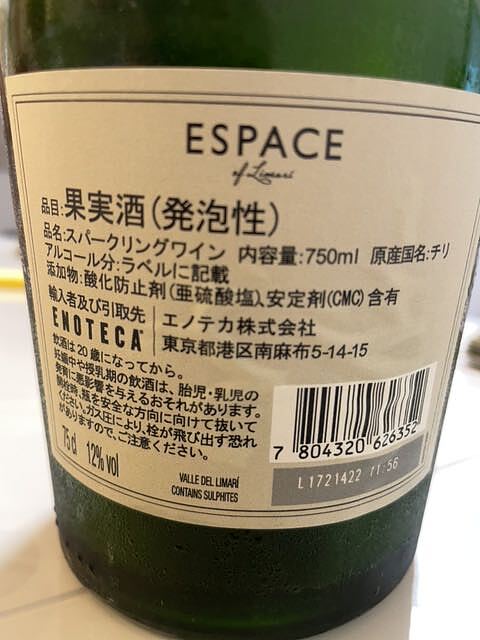 ESPACE
of Limarí
品目:果実酒(発泡性)
品名:スパークリングワイン 内容量:750ml 原産国名:チリ
アルコール分:ラベルに記載
添加物:酸化防止剤(亜硫酸塩)、安定剤(CMC)含有
輸入者及び引取先
ENOTECA
エノテカ株式会社
東京都港区南麻布5-14-15
飲酒は20歳になってから。
妊娠中や授乳期の飲酒は、胎児・乳児の
発育に悪影響を与えるおそれがあります。
開栓時、瓶を安全な方向に向けて抜いて
ください。ガス圧により、栓が飛び出す恐れ
がありますので、ご注意ください。
75 cl 12% vol
VALLE DEL LIMARÍ
CONTAINS SULPHITES
7 804320 626352
L1721422 11:56